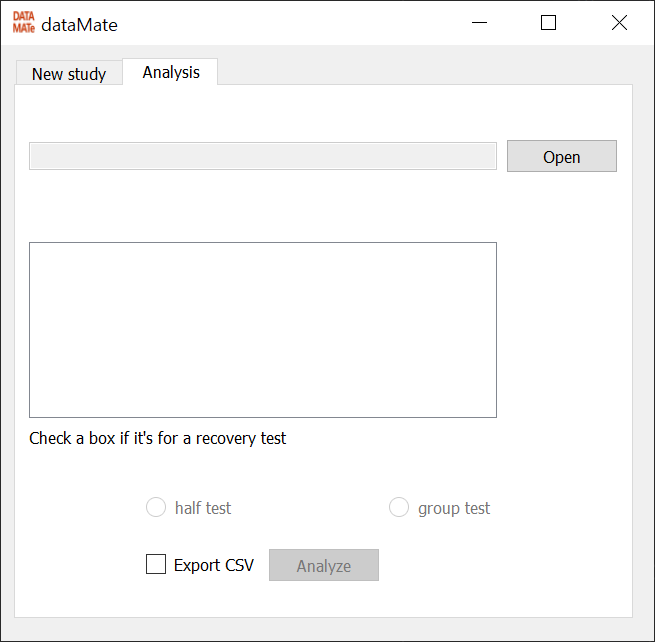 DATA
MATe
dataMate
New study
Analysis
Open
Check a box if it's for a recovery test
half test
group test
Export CSV
Analyze